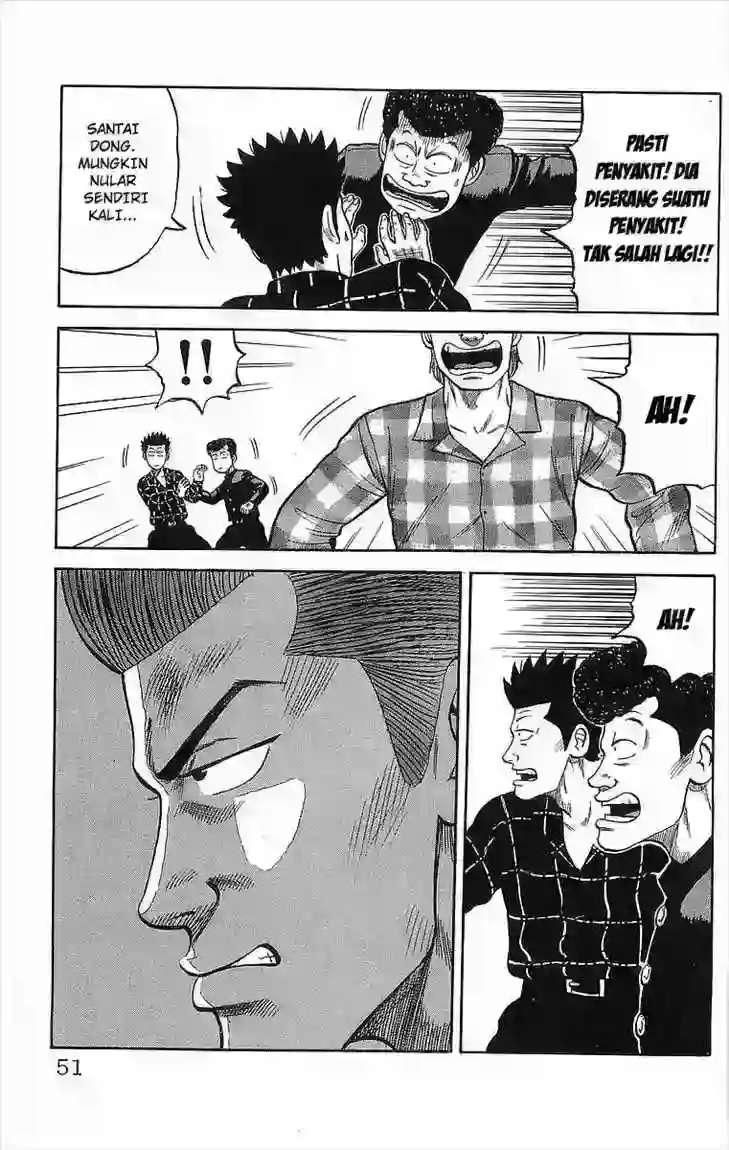 PASTI
PENYAKIT! DIA
DISERANG SUATU
PENYAKIT!
TAK SALAH LAGI!!
SANTAI
DONG.
MUNGKIN
NULAR
SENDIRI
KALI...
AH!
!!
AH!
51